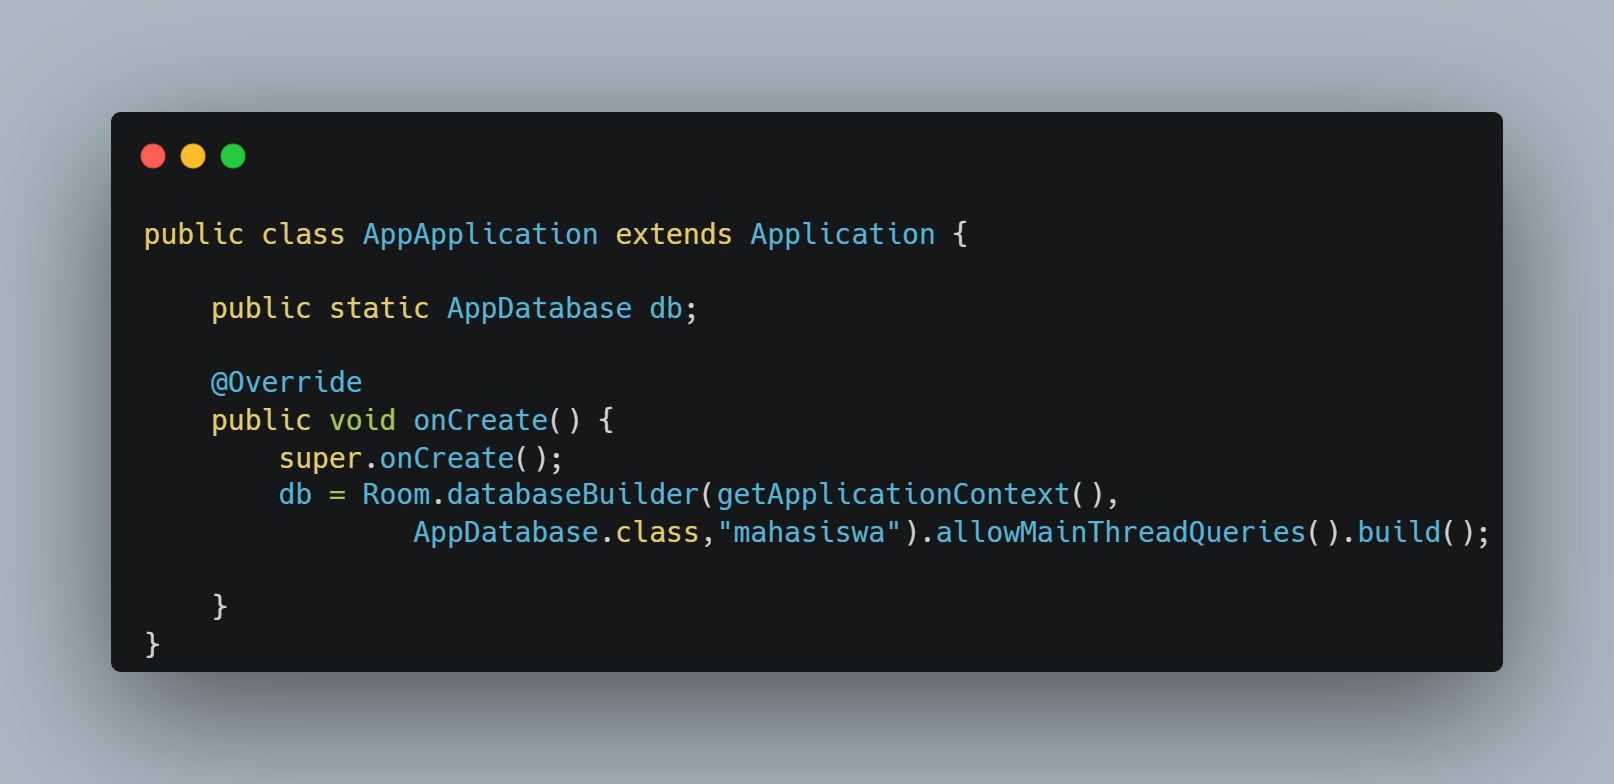 public class AppApplication extends Application {
public static AppDatabase db;
@Override
public void onCreate() {
super.onCreate();
db = Room.databaseBuilder(getApplicationContext(),
AppDatabase.class,"mahasiswa").allowMainThreadQueries().build();
}
}